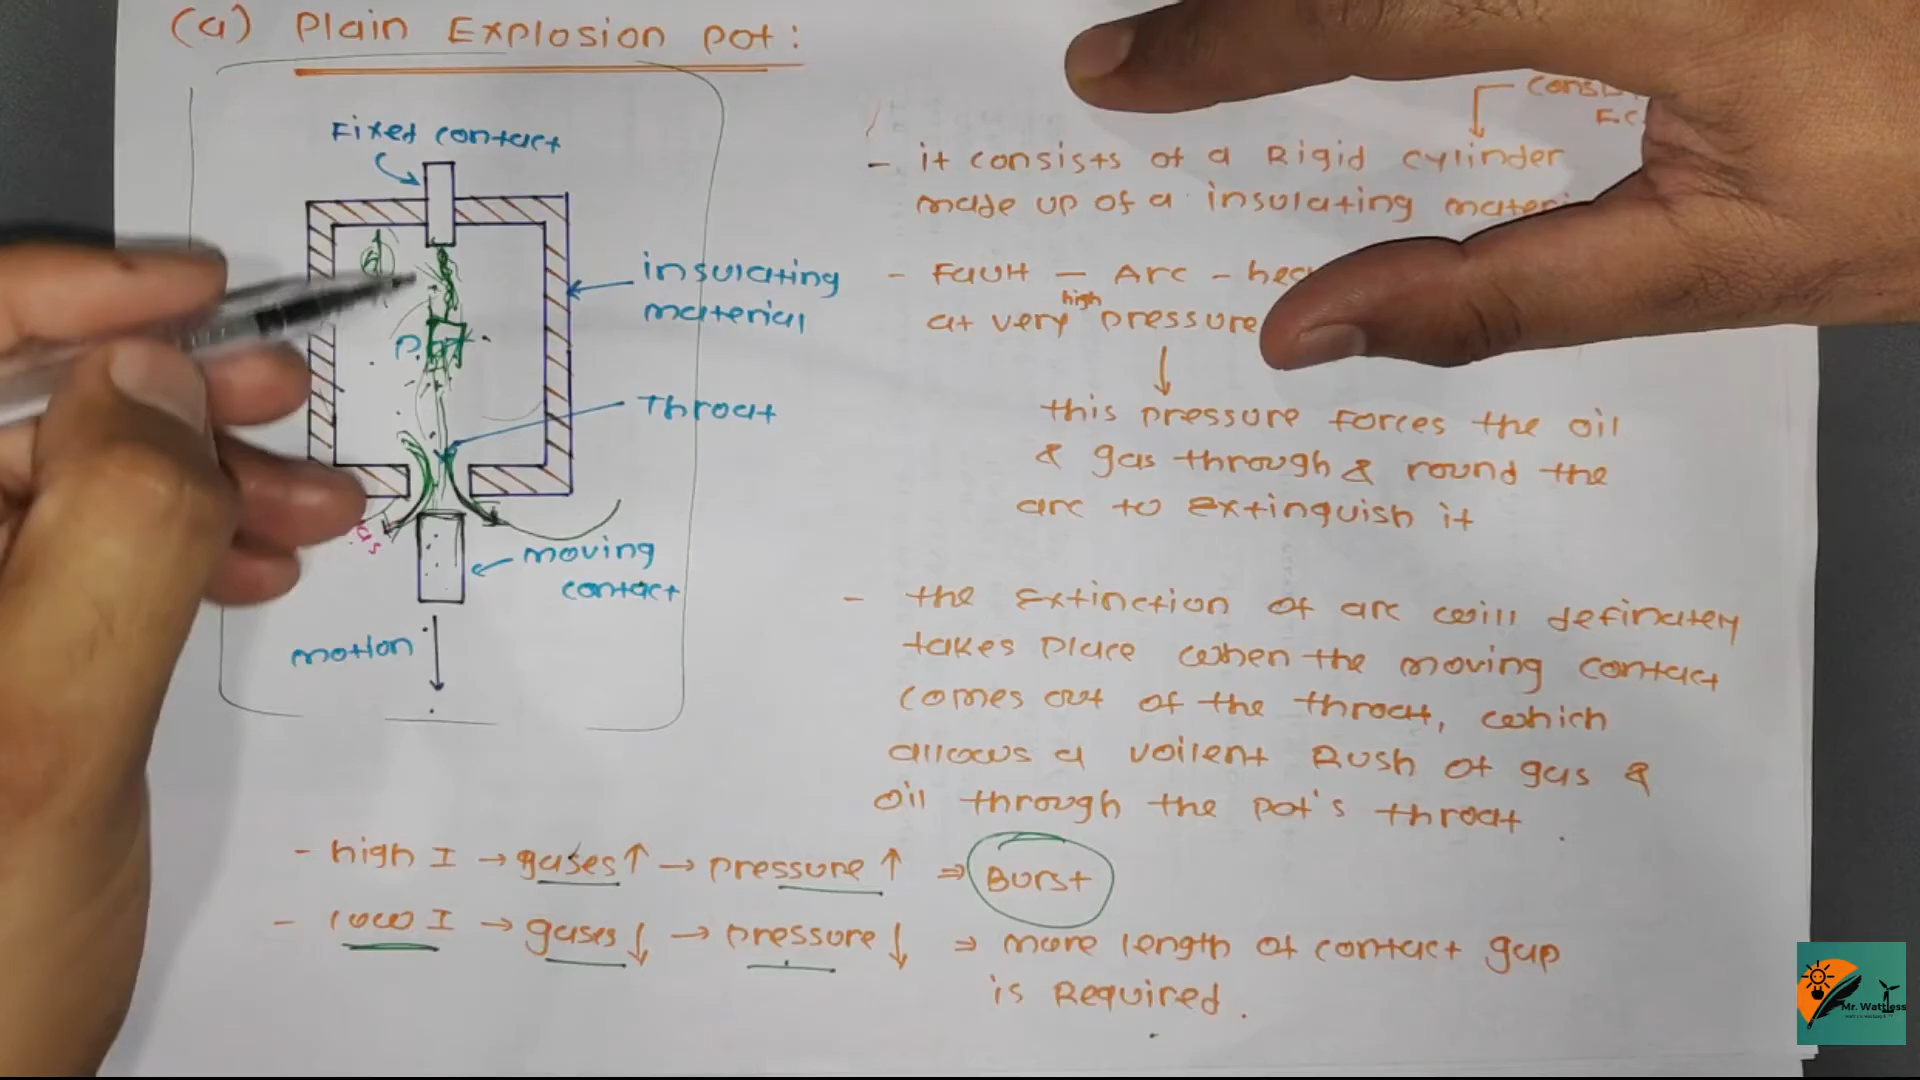 (a) Plain Explosion pot:
Fixed contact
insulating
material
Throat
moving
contact
motion
P
- it consists of a Rigid cylinder
made up of a insulating
- Fault - Arc -
at very high pressure
this pressure forces the oil
& gas through & round the
arc to extinguish it
- the Extinction of arc will definately
takes place when the moving contact
comes out of the throat, which
allows a voilent Rush of gas &
oil through the pot's throat.
- high I → gases ↑ → pressure ↑ ⇒ Burst
- low I → gases ↓ → pressure ↓ ⇒ more length of contact gap
is Required.
Mr. Wattless